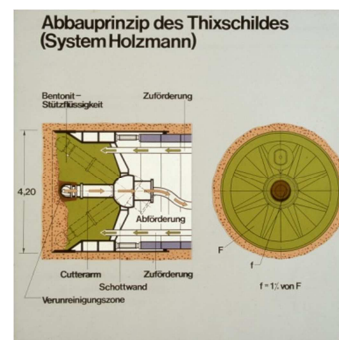 Abbauprinzip des Thixschildes
(System Holzmann)
Bentonit-
Stützflüssigkeit
Zuförderung
4,20
Abförderung
F
f
Cutterarm
Zuförderung
Schottwand
f = 1% von F
Verunreinigungszone